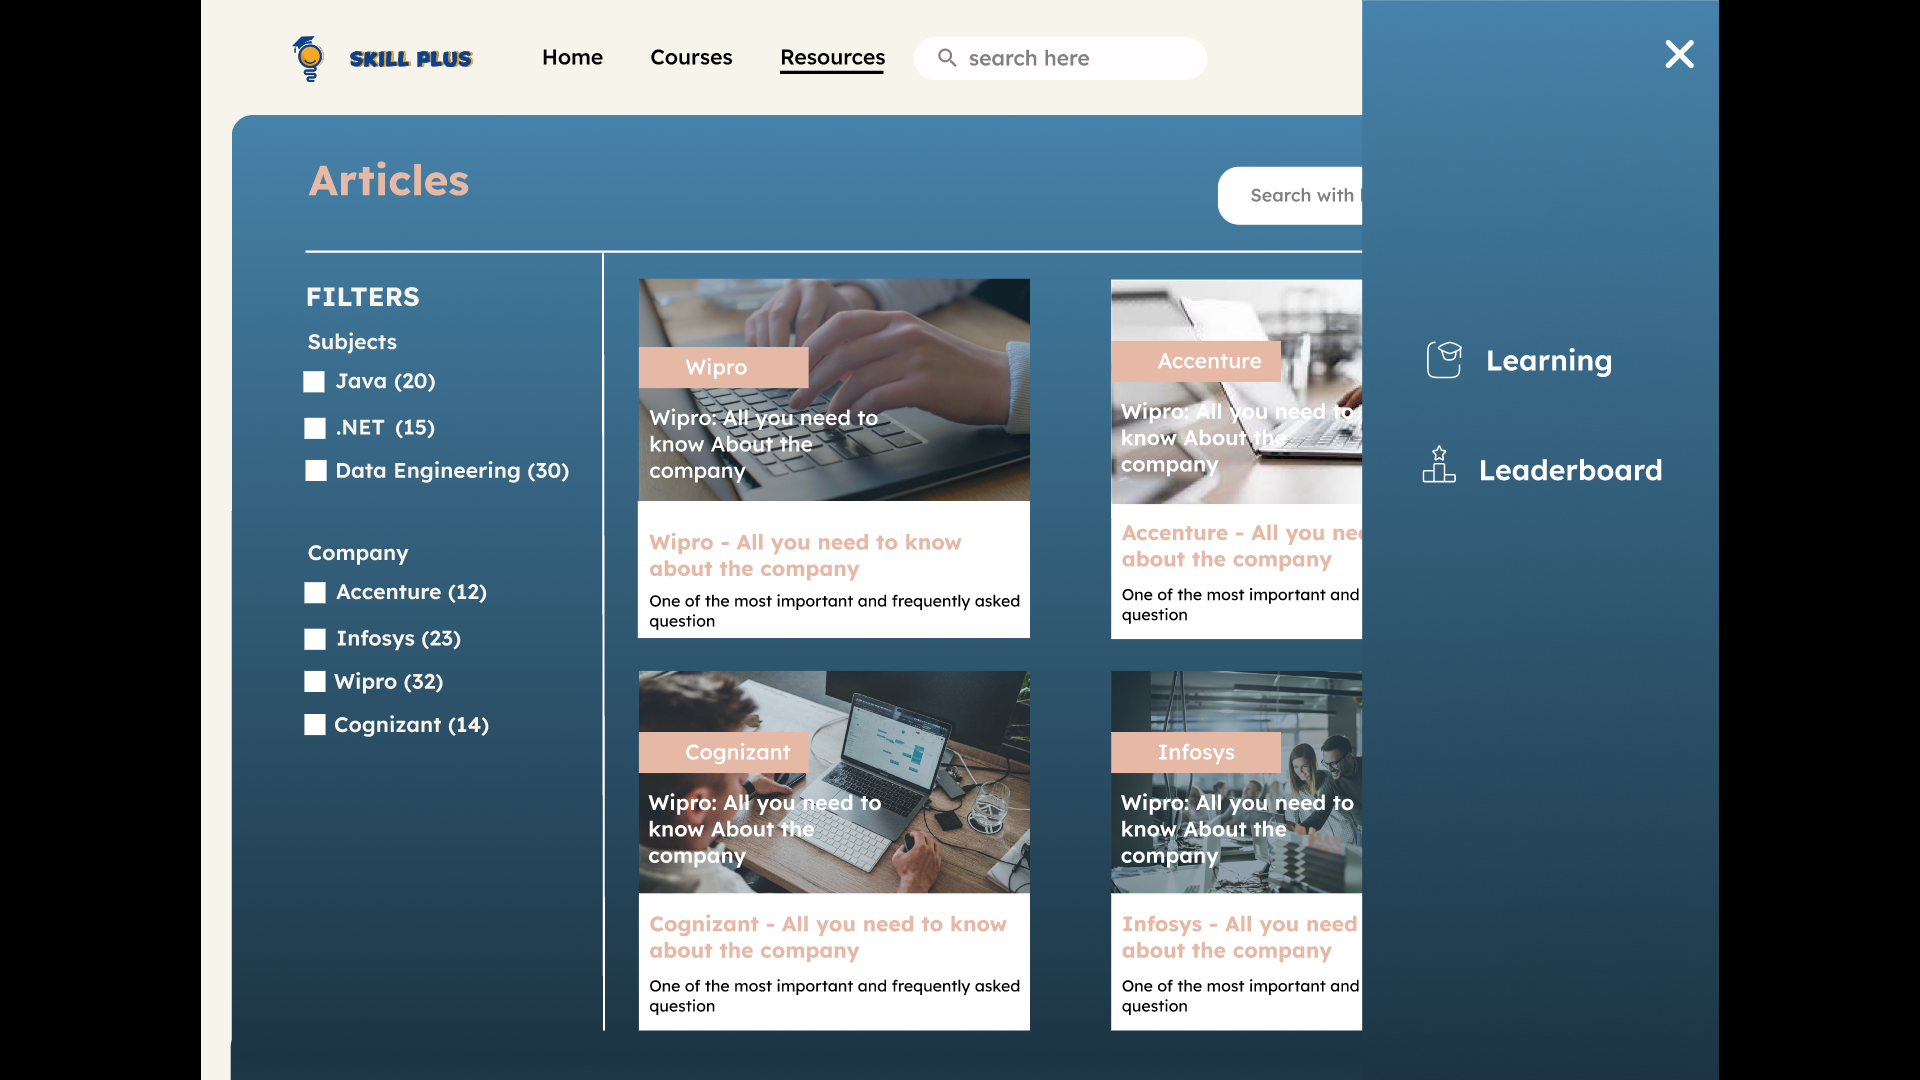 SKILL PLUS
Home
Courses
Resources
search here
Articles
Search with
FILTERS
Subjects
Java (20)
.NET (15)
Data Engineering (30)
Company
Accenture (12)
Infosys (23)
Wipro (32)
Cognizant (14)
Wipro
Wipro: All you need to
know About the
company
Wipro - All you need to know
about the company
One of the most important and frequently asked
question
Accenture
Wipro: All you need to
know About the
company
Accenture - All you
about the company
One of the most important and
question
Cognizant
Wipro: All you need to
know About the
company
Cognizant - All you need to know
about the company
One of the most important and frequently asked
question
Infosys
Wipro: All you need to
know About the
company
Infosys - All you need
about the company
One of the most important and
question
Learning
Leaderboard